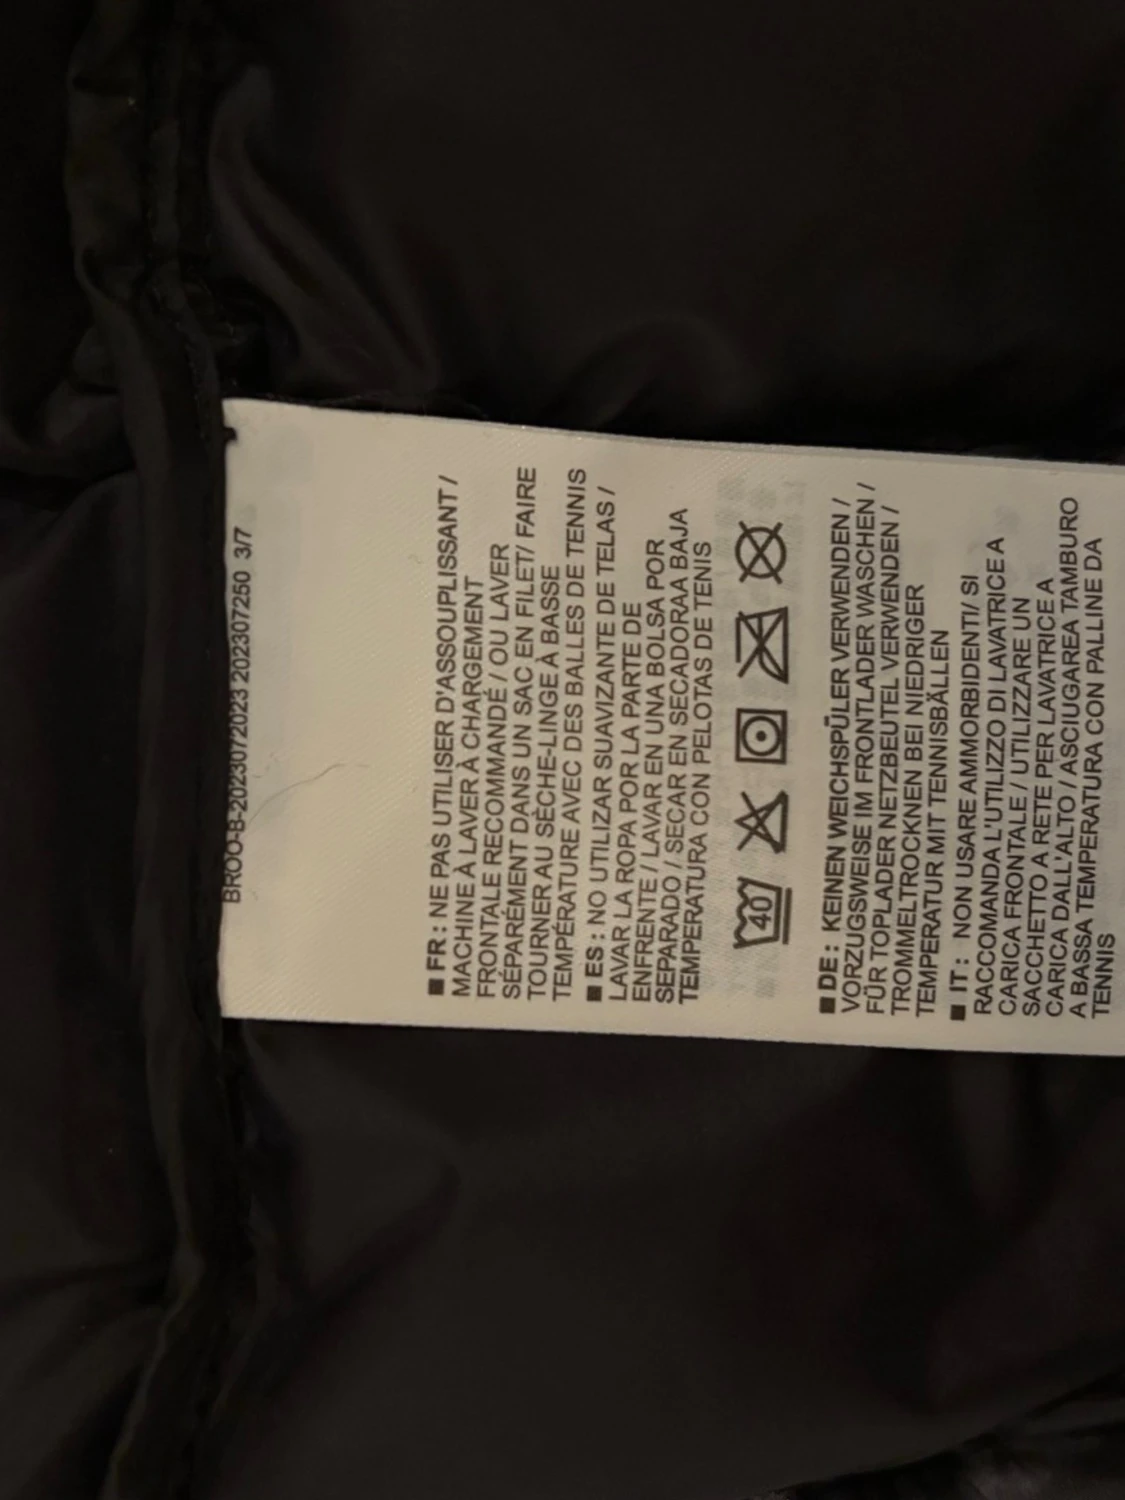 BROO-B-2023072023 202307250 3/7
■ FR : NE PAS UTILISER D'ASSOUPLISSANT /
MACHINE À LAVER À CHARGEMENT
FRONTALE RECOMMANDÉ / OU LAVER
SÉPARÉMENT DANS UN SAC EN FILET/ FAIRE
TOURNER AU SÈCHE-LINGE À BASSE
TEMPÉRATURE AVEC DES BALLES DE TENNIS
■ ES : NO UTILIZAR SUAVIZANTE DE TELAS /
LAVAR LA ROPA POR LA PARTE DE
ENFRENTE / LAVAR EN UNA BOLSA POR
SEPARADO / SECAR EN SECADORAA BAJA
TEMPERATURA CON PELOTAS DE TENIS
40
■ DE : KEINEN WEICHSPÜLER VERWENDEN /
VORZUGSWEISE IM FRONTLADER WASCHEN /
FÜR TOPLADER NETZBEUTEL VERWENDEN /
TROMMELTROCKNEN BEI NIEDRIGER
TEMPERATUR MIT TENNISBÄLLEN
■ IT : NON USARE AMMORBIDENTI/ SI
RACCOMANDA L'UTILIZZO DI LAVATRICE A
CARICA FRONTALE / UTILIZZARE UN
SACCHETTO A RETE PER LAVATRICE A
CARICA DALL'ALTO / ASCIUGAREA TAMBURO
A BASSA TEMPERATURA CON PALLINE DA
TENNIS